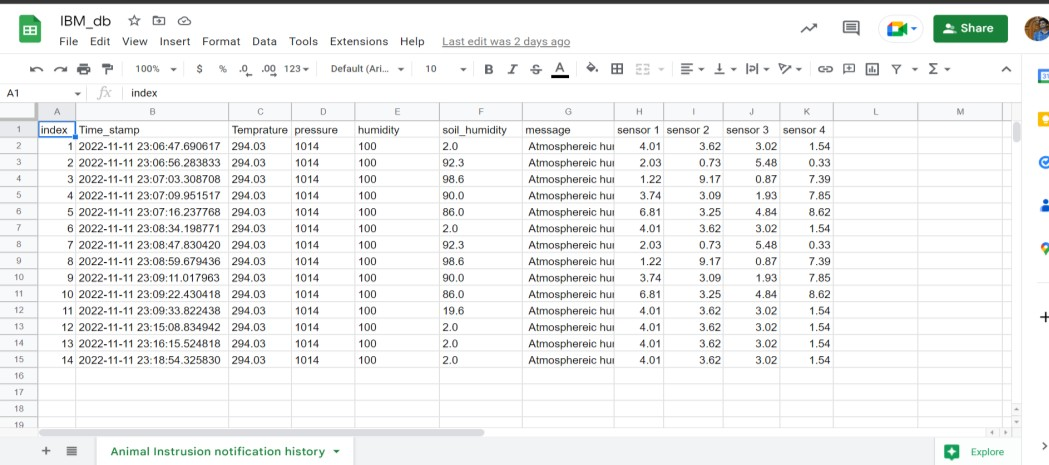 IBM_db
File Edit View Insert Format Data Tools Extensions Help Last edit was 2 days ago
Share
100% $ % .0 .00 123 Default (Ari... 10 B I S A
A1 fx index
A B C D E F G H I J K L M
1 index Time_stamp Temprature pressure humidity soil_humidity message sensor 1 sensor 2 sensor 3 sensor 4
2 1 2022-11-11 23:06:47.690617 294.03 1014 100 2.0 Atmosphereic hui 4.01 3.62 3.02 1.54
3 2 2022-11-11 23:06:56.283833 294.03 1014 100 92.3 Atmosphereic hui 2.03 0.73 5.48 0.33
4 3 2022-11-11 23:07:03.308708 294.03 1014 100 98.6 Atmosphereic hui 1.22 9.17 0.87 7.39
5 4 2022-11-11 23:07:09.951517 294.03 1014 100 90.0 Atmosphereic hui 3.74 3.09 1.93 7.85
6 5 2022-11-11 23:07:16.237768 294.03 1014 100 86.0 Atmosphereic hui 6.81 3.25 4.84 8.62
7 6 2022-11-11 23:08:34.198771 294.03 1014 100 2.0 Atmosphereic hui 4.01 3.62 3.02 1.54
8 7 2022-11-11 23:08:47.830420 294.03 1014 100 92.3 Atmosphereic hui 2.03 0.73 5.48 0.33
9 8 2022-11-11 23:08:59.679436 294.03 1014 100 98.6 Atmosphereic hui 1.22 9.17 0.87 7.39
10 9 2022-11-11 23:09:11.017963 294.03 1014 100 90.0 Atmosphereic hui 3.74 3.09 1.93 7.85
11 10 2022-11-11 23:09:22.430418 294.03 1014 100 86.0 Atmosphereic hui 6.81 3.25 4.84 8.62
12 11 2022-11-11 23:09:33.822438 294.03 1014 100 19.6 Atmosphereic hui 4.01 3.62 3.02 1.54
13 12 2022-11-11 23:15:08.834942 294.03 1014 100 2.0 Atmosphereic hui 4.01 3.62 3.02 1.54
14 13 2022-11-11 23:16:15.524818 294.03 1014 100 2.0 Atmosphereic hui 4.01 3.62 3.02 1.54
15 14 2022-11-11 23:18:54.325830 294.03 1014 100 2.0 Atmosphereic hui 4.01 3.62 3.02 1.54
16
17
18
19
Animal Instrusion notification history
Explore